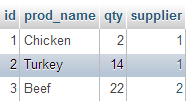 id prod_name qty supplier
1 Chicken 2 1
2 Turkey 14 1
3 Beef 22 2